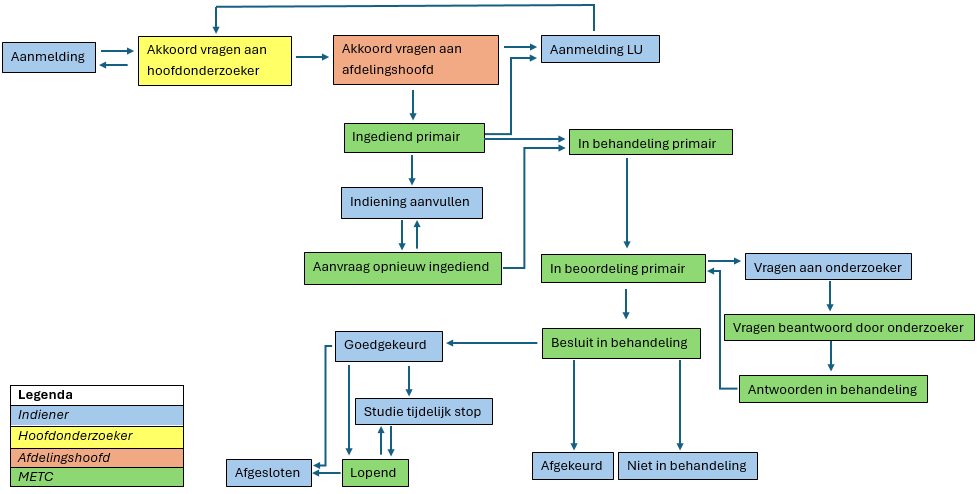 Aanmelding
Akkoord vragen aan
hoofdonderzoeker
Akkoord vragen aan
afdelingshoofd
Aanmelding LU
Ingediend primair
In behandeling primair
Indiening aanvullen
Aanvraag opnieuw ingediend
In beoordeling primair
Vragen aan onderzoeker
Vragen beantwoord door onderzoeker
Goedgekeurd
Besluit in behandeling
Antwoorden in behandeling
Studie tijdelijk stop
Afgesloten
Lopend
Afgekeurd
Niet in behandeling
Legenda
Indiener
Hoofdonderzoeker
Afdelingshoofd
METC